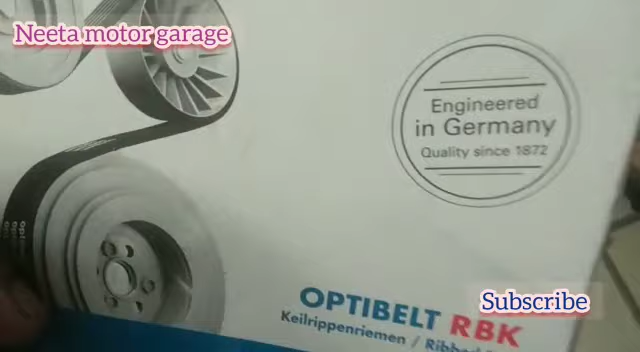 Neeta motor garage
Engineered
in Germany
Quality since 1872
OPTIBELT RBK
Keilrippenriemen /
Subscribe